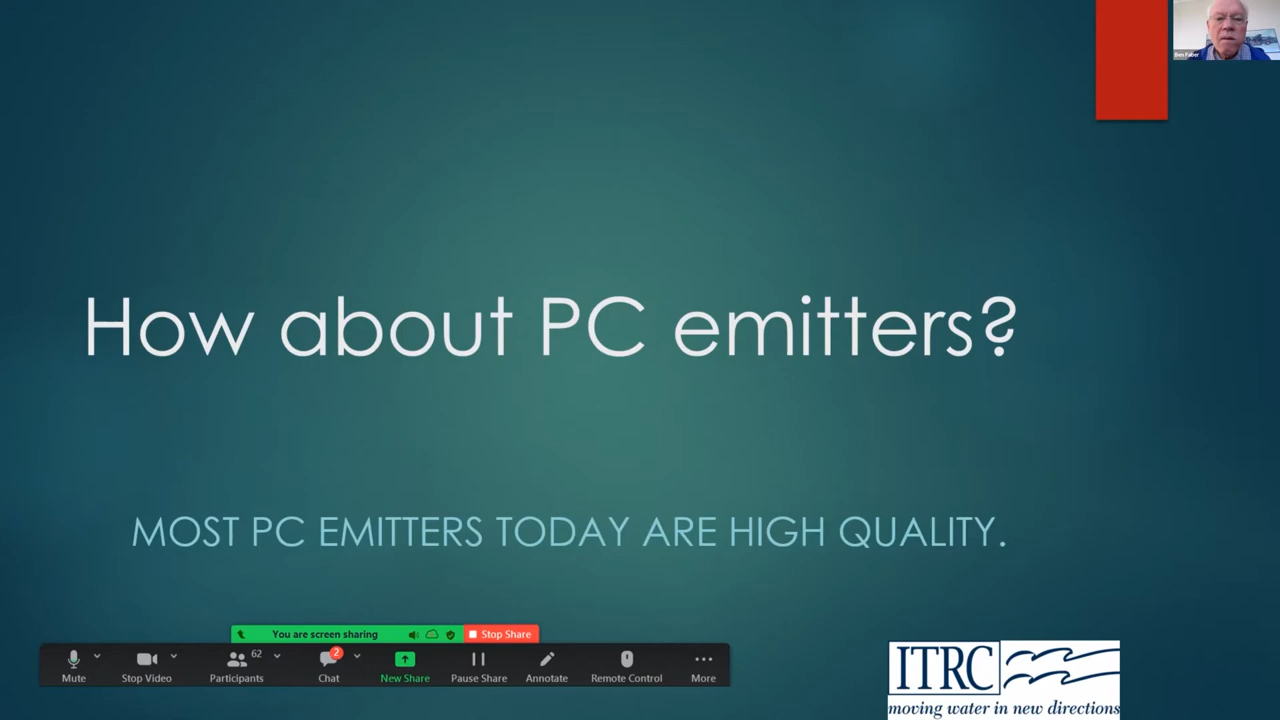 Ben Faber
How about PC emitters?
MOST PC EMITTERS TODAY ARE HIGH QUALITY.
You are screen sharing
Stop Share
62
2
Mute
Stop Video
Participants
Chat
New Share
Pause Share
Annotate
Remote Control
More
ITRC
moving water in new directions